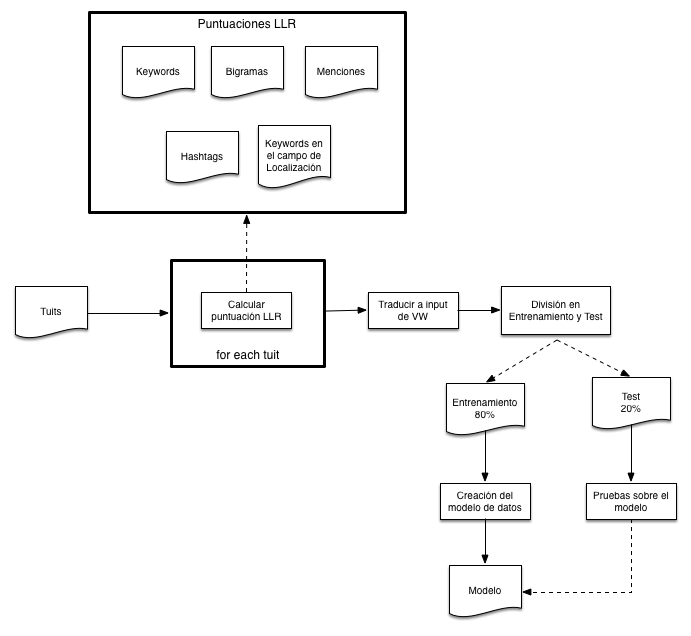 Puntuaciones LLR
Keywords
Bigramas
Menciones
Hashtags
Keywords en
el campo de
Localización
Tuits
Calcular
puntuación LLR
for each tuit
Traducir a input
de VW
División en
Entrenamiento y Test
Entrenamiento
80%
Test
20%
Creación del
modelo de datos
Pruebas sobre el
modelo
Modelo